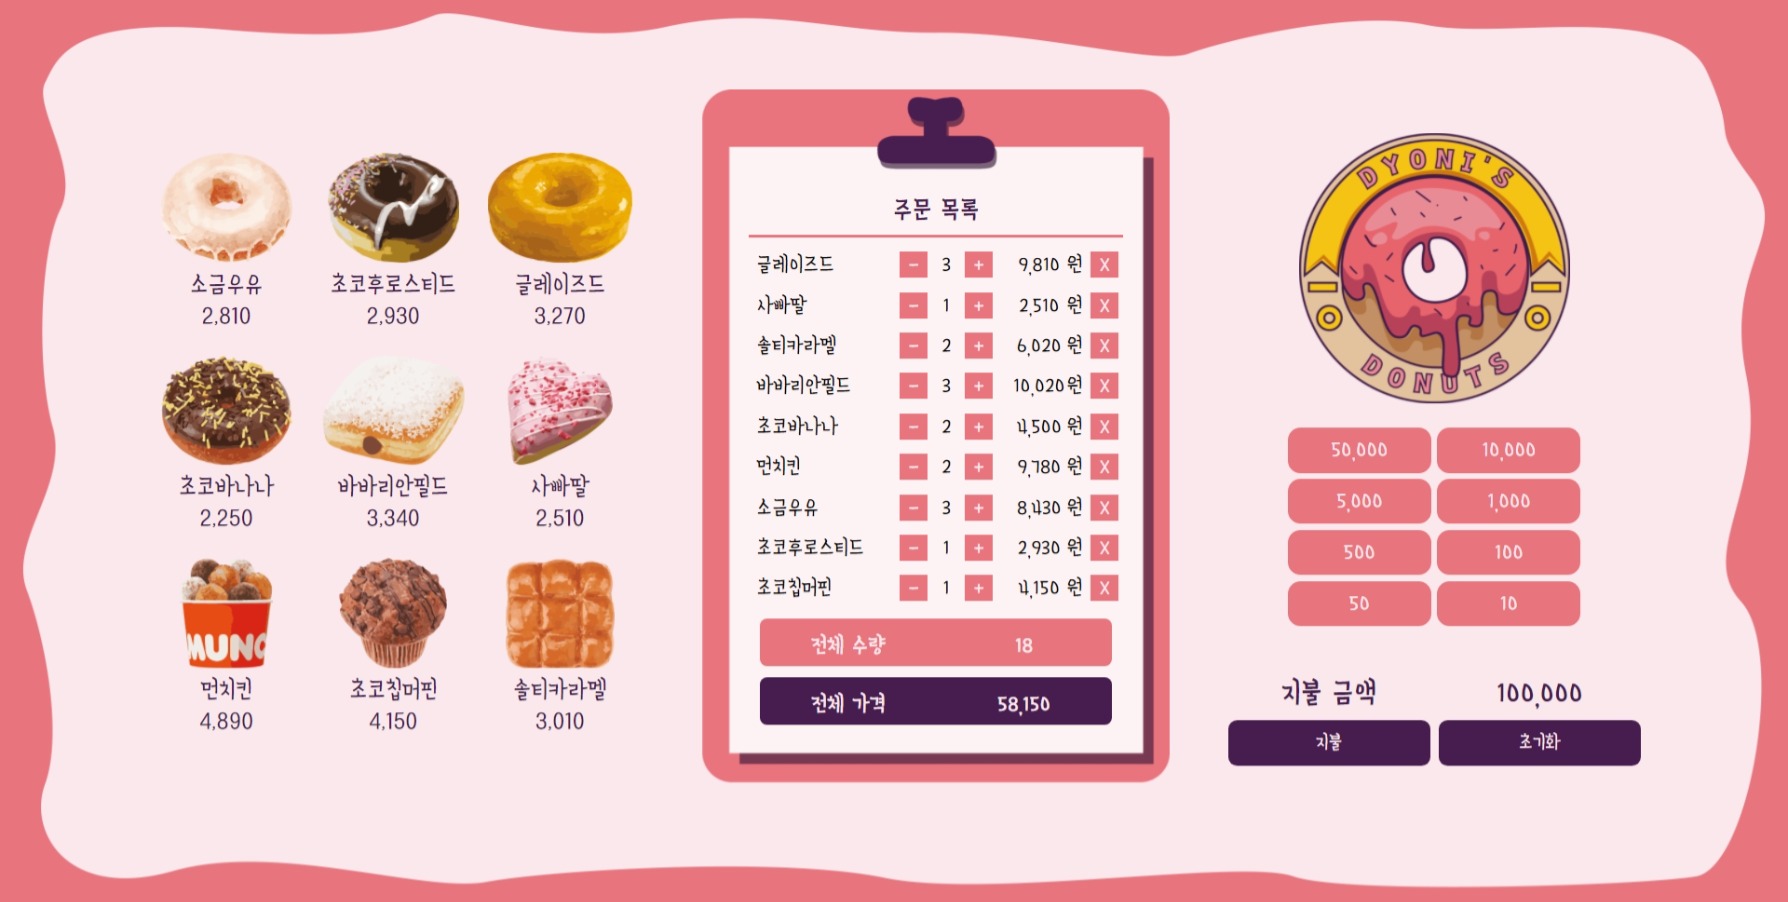 소금우유
2,810
초코후로스티드
2,930
글레이즈드
3,270
초코바나나
2,250
바바리안필드
3,340
사빠딸
2,510
MUNC
먼치킨
4,890
초코칩머핀
4,150
솔티카라멜
3,010
주문 목록
글레이즈드 - 3 + 9,810 원 X
사빠딸 - 1 + 2,510 원 X
솔티카라멜 - 2 + 6,020 원 X
바바리안필드 - 3 + 10,020 원 X
초코바나나 - 2 + 4,500 원 X
먼치킨 - 2 + 9,780 원 X
소금우유 - 3 + 8,430 원 X
초코후로스티드 - 1 + 2,930 원 X
초코칩머핀 - 1 + 4,150 원 X
전체 수량 18
전체 가격 58,150
DYONI'S
DONUTS
50,000 10,000
5,000 1,000
500 100
50 10
지불 금액 100,000
지불 초기화